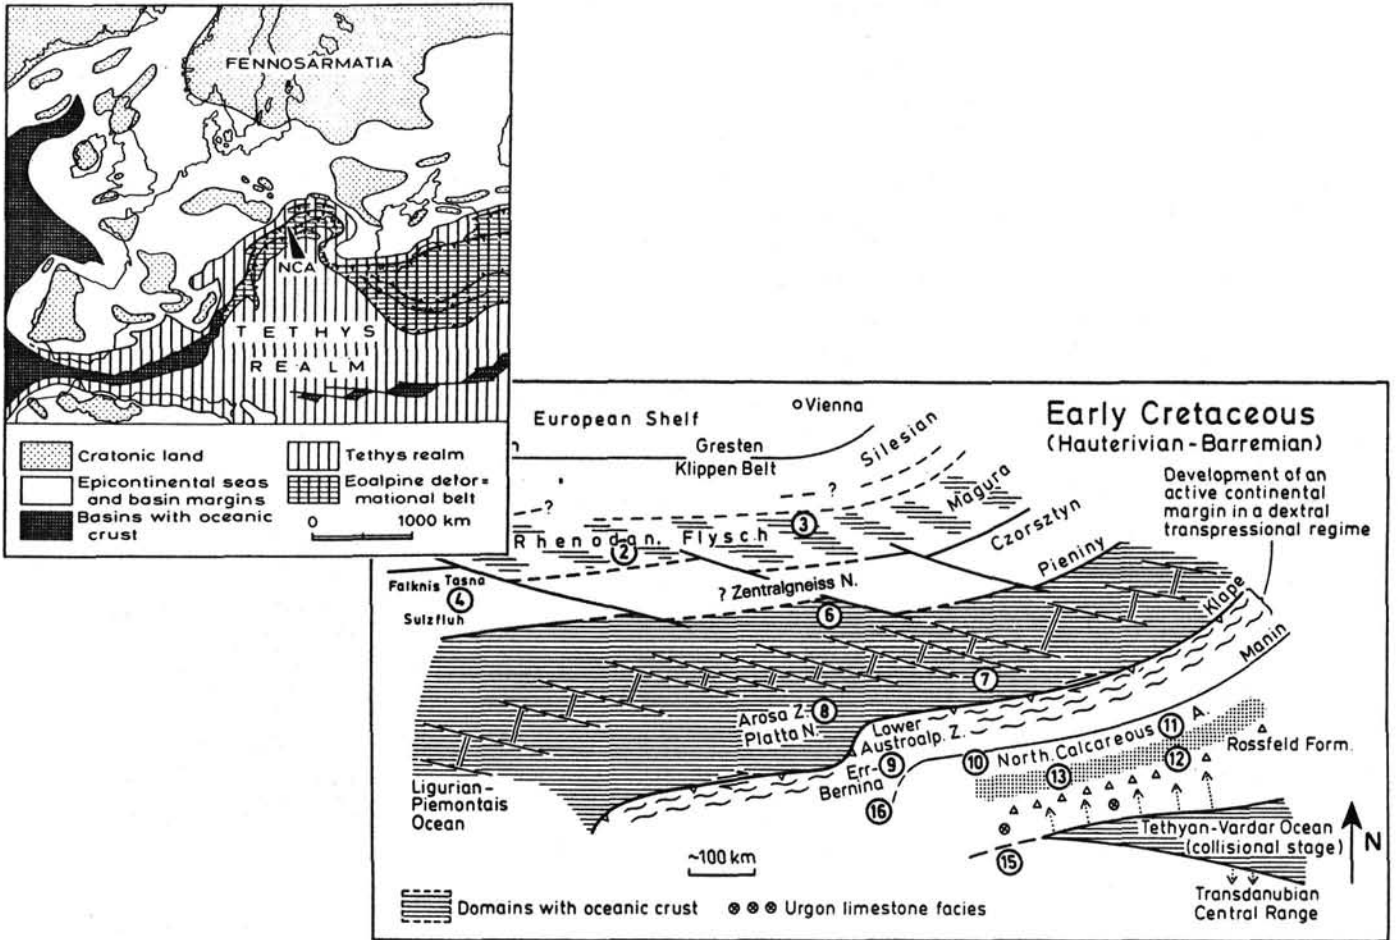 FENNOSARMATIA
NCA
TETHYS
REALM
Cratonic land
Epicontinental seas
and basin margins
Basins with oceanic
crust
Tethys realm
Eoalpine defor=
mational belt
0 1000 km
European Shelf
Vienna
Early Cretaceous
(Hauterivian-Barremian)
n
Gresten
Klippen Belt
Silesian
Development of an
active continental
margin in a dextral
transpressional regime
?
?
Magura
Czorsztyn
Pieniny
3
Rhenodan. Flysch
2
Falknis Tasna
4
Sulzfluh
? Zentralgneiss N.
6
Klape
Manin
7
Arosa Z.
Platta N.
8
Lower
Austroalp. Z.
Err-
Bernina
9
10
North. Calcareous A.
11
12
13
Rossfeld Form.
16
Ligurian-
Piemontais
Ocean
~100 km
15
Tethyan-Vardar Ocean
(collisional stage)
N
Transdanubian
Central Range
Domains with oceanic crust
Urgon limestone facies